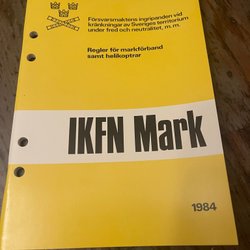 Försvarsmaktens ingripanden vid
kränkningar av Sveriges territorium
under fred och neutralitet, m. m.
Regler för markförband
samt helikoptrar
IKFN Mark
1984